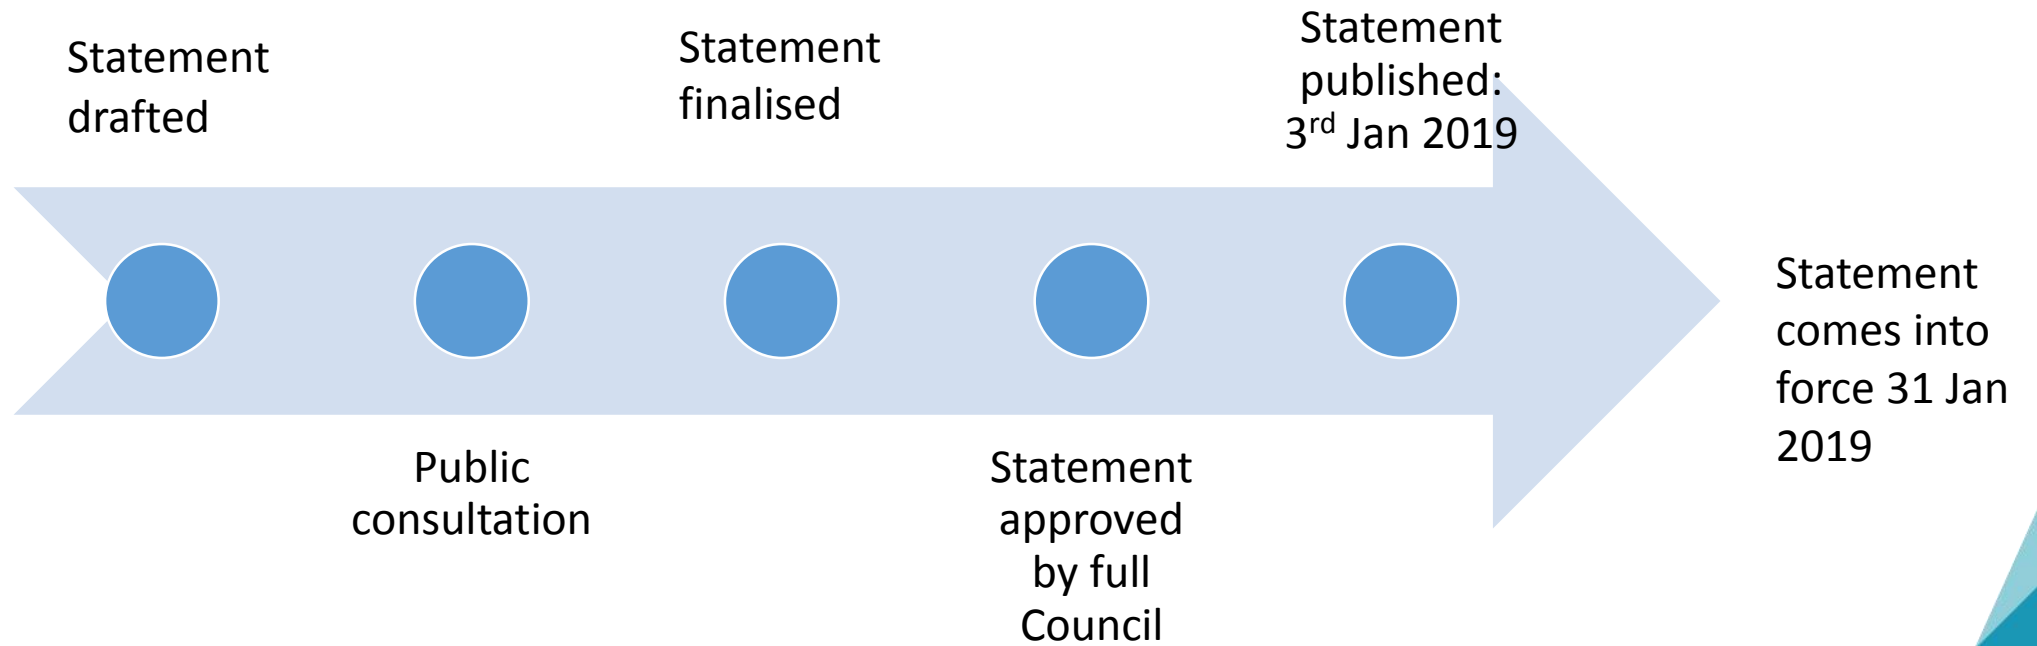 Statement
drafted
Public
consultation
Statement
finalised
Statement
approved
by full
Council
Statement
published:
3rd Jan 2019
Statement
comes into
force 31 Jan
2019